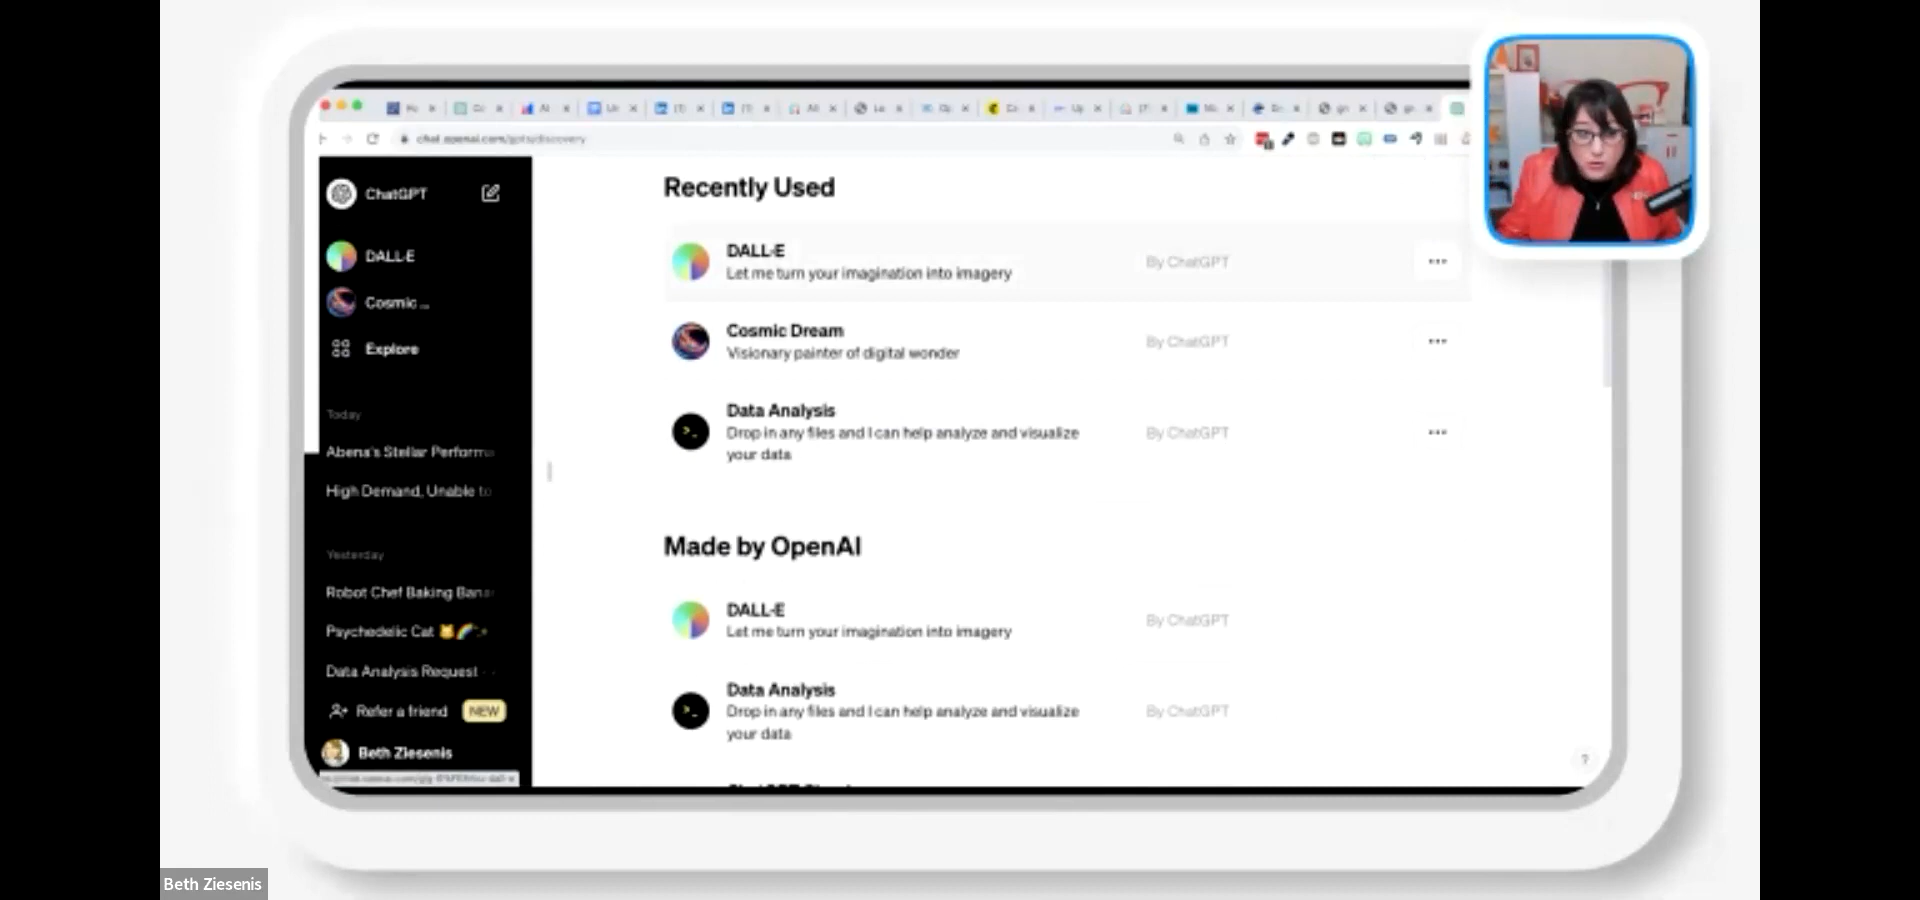 chat.openai.com/gpts/discovery
ChatGPT
DALL·E
Cosmic ...
Explore
Today
Abena's Stellar Performa
High Demand, Unable to
Yesterday
Robot Chef Baking Bana
Psychedelic Cat 🐱🌈✨
Data Analysis Request
Refer a friend NEW
Beth Ziesenis
Recently Used
DALL·E
Let me turn your imagination into imagery
By ChatGPT
Cosmic Dream
Visionary painter of digital wonder
By ChatGPT
Data Analysis
Drop in any files and I can help analyze and visualize
your data
By ChatGPT
Made by OpenAI
DALL·E
Let me turn your imagination into imagery
By ChatGPT
Data Analysis
Drop in any files and I can help analyze and visualize
your data
By ChatGPT
?
Beth Ziesenis